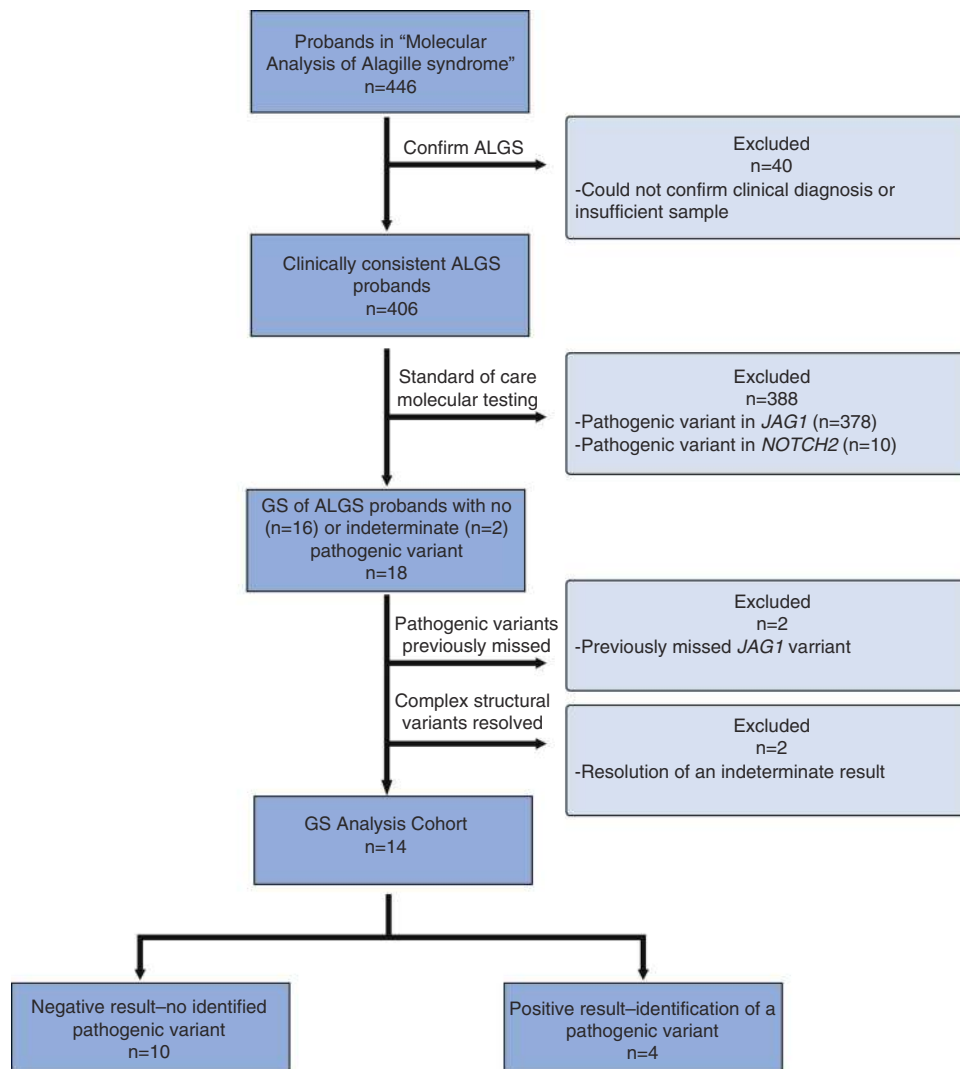 Probands in “Molecular
Analysis of Alagille syndrome”
n=446
Confirm ALGS
Excluded
n=40
-Could not confirm clinical diagnosis or
insufficient sample
Clinically consistent ALGS
probands
n=406
Standard of care
molecular testing
Excluded
n=388
-Pathogenic variant in JAG1 (n=378)
-Pathogenic variant in NOTCH2 (n=10)
GS of ALGS probands with no
(n=16) or indeterminate (n=2)
pathogenic variant
n=18
Pathogenic variants
previously missed
Excluded
n=2
-Previously missed JAG1 varriant
Complex structural
variants resolved
Excluded
n=2
-Resolution of an indeterminate result
GS Analysis Cohort
n=14
Negative result–no identified
pathogenic variant
n=10
Positive result–identification of a
pathogenic variant
n=4